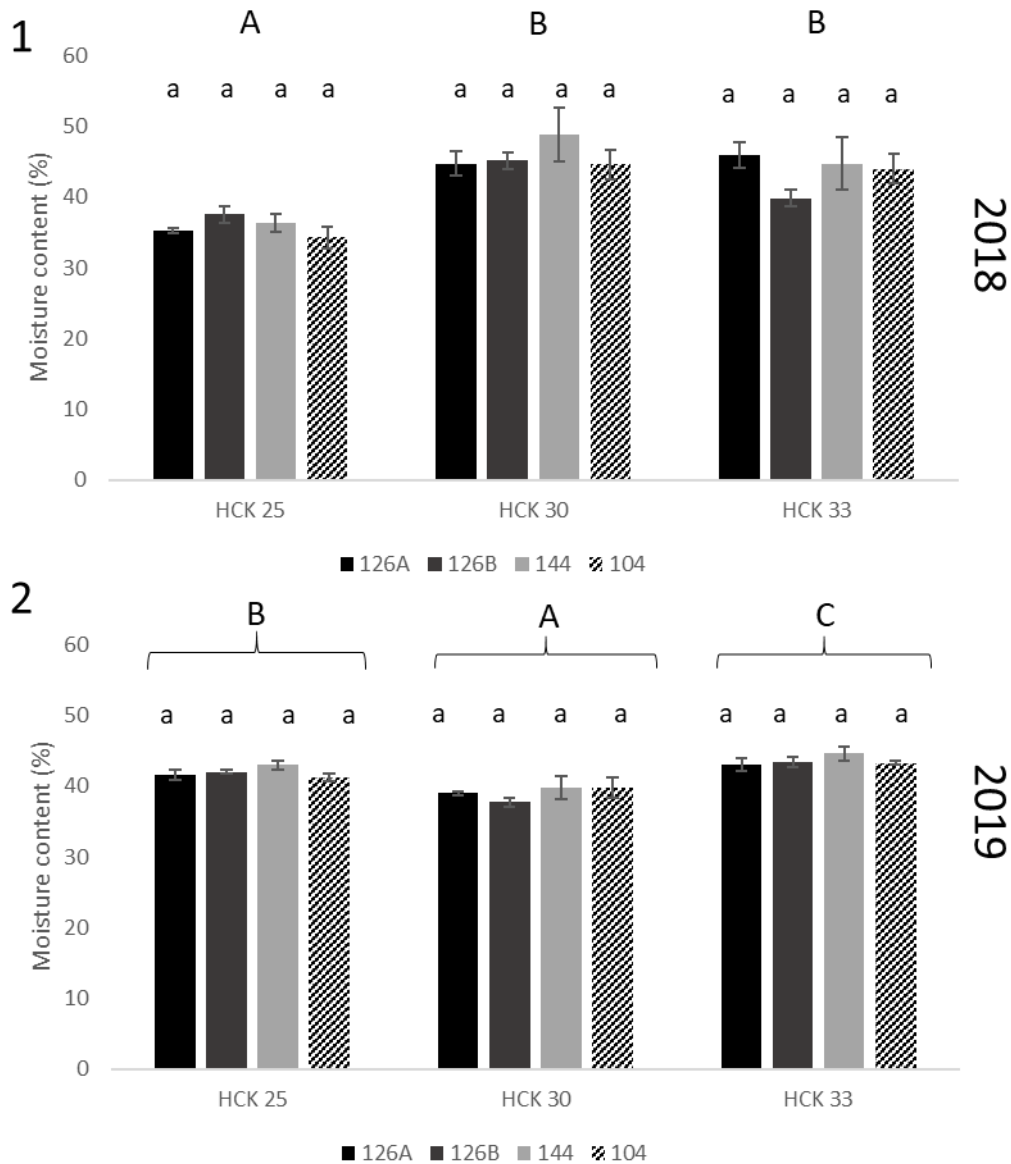 1
A B B
60
a a a a a a a a a a a a
50
40
30
20
10
0
Moisture content (%)
HCK 25 HCK 30 HCK 33
2018
126A 126B 144 104
2
B A C
60
50
a a a a a a a a a a a a
40
30
20
10
0
Moisture content (%)
HCK 25 HCK 30 HCK 33
2019
126A 126B 144 104